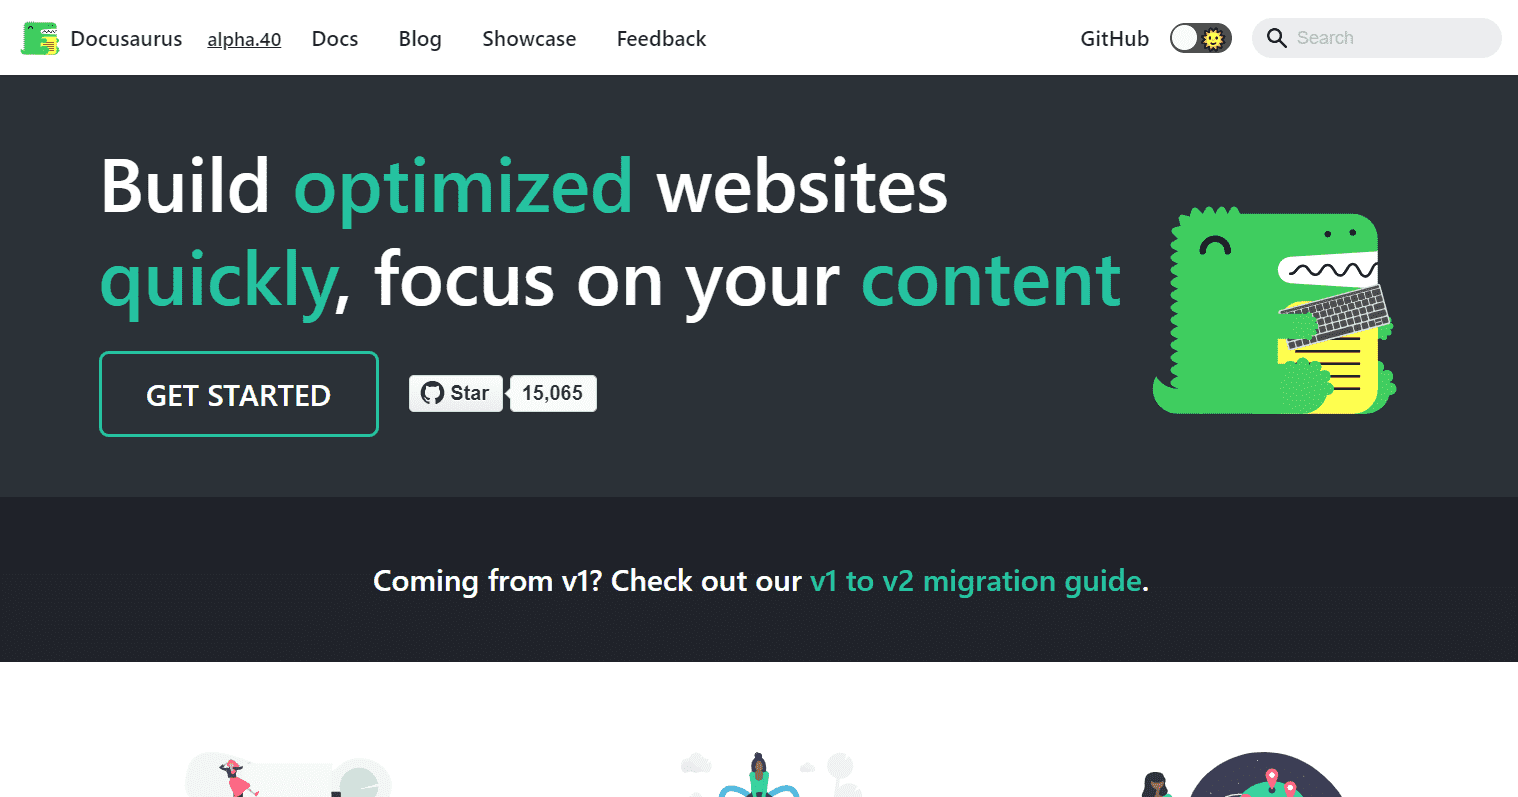 Docusaurus alpha.40 Docs Blog Showcase Feedback GitHub Search
Build optimized websites
quickly, focus on your content
GET STARTED Star 15,065
Coming from v1? Check out our v1 to v2 migration guide.